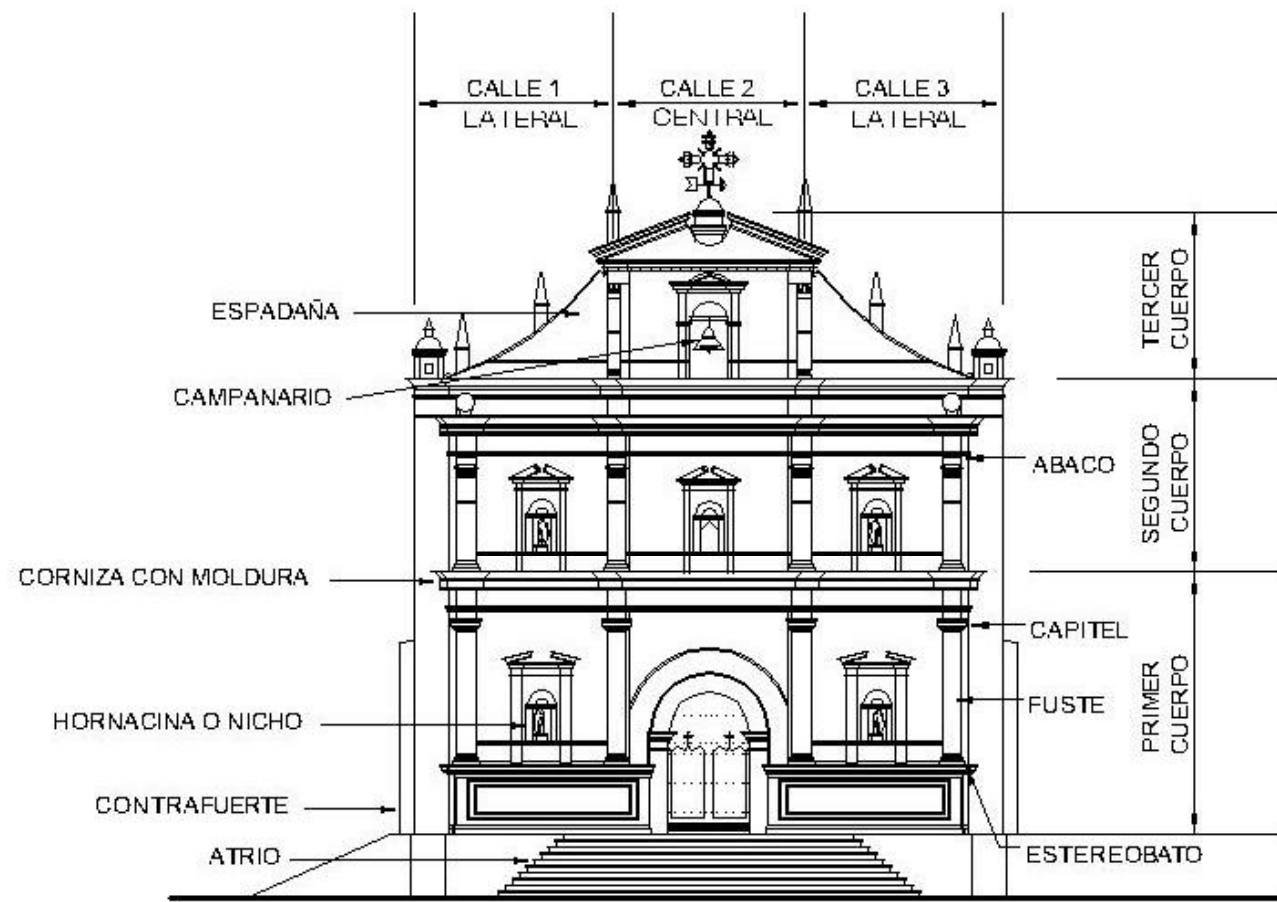 CALLE 1
LATERAL
CALLE 2
CENTRAL
CALLE 3
LATERAL
ESPADAÑA
CAMPANARIO
CORNIZA CON MOLDURA
HORNACINA O NICHO
CONTRAFUERTE
ATRIO
ABACO
CAPITEL
FUSTE
ESTEREOBATO
TERCER
CUERPO
SEGUNDO
CUERPO
PRIMER
CUERPO